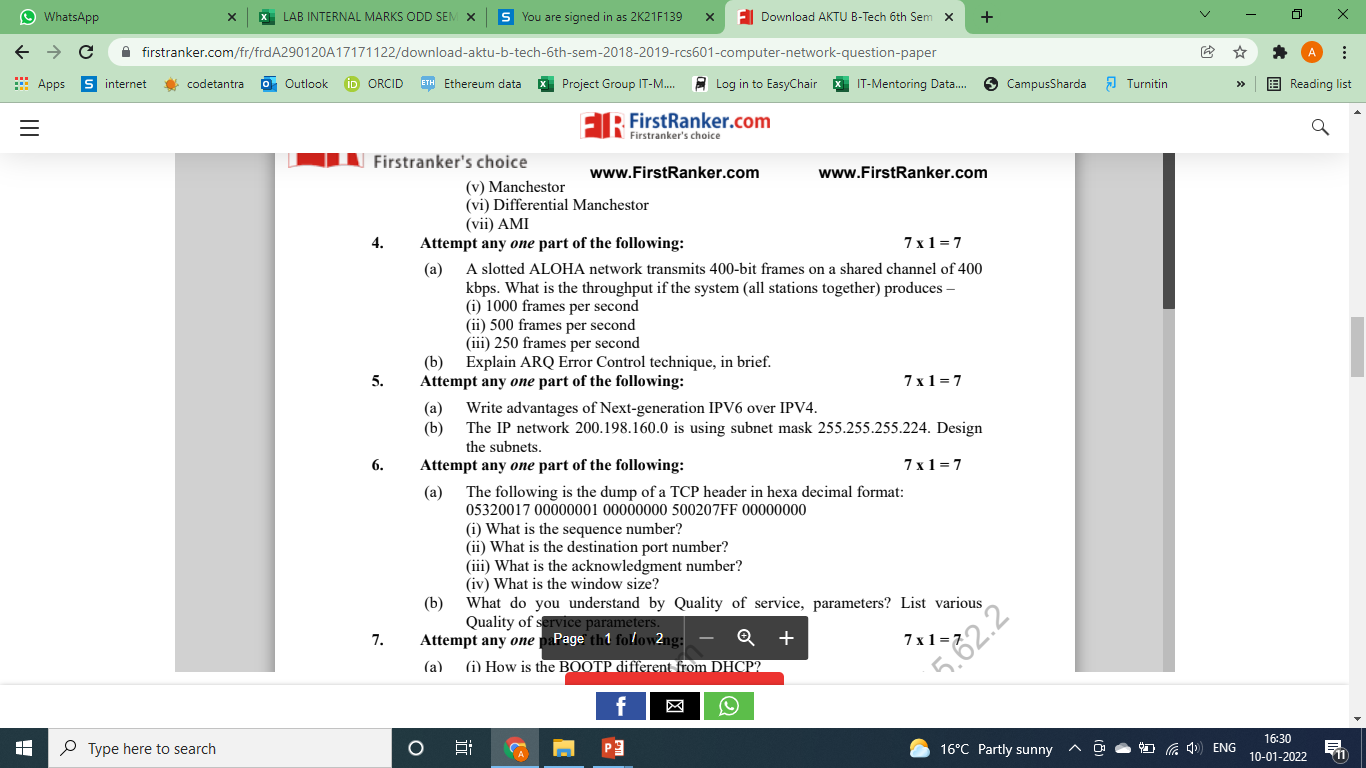 WhatsApp
LAB INTERNAL MARKS ODD SEM
You are signed in as 2K21F139
Download AKTU B-Tech 6th Sem
firstranker.com/fr/frdA290120A17171122/download-aktu-b-tech-6th-sem-2018-2019-rcs601-computer-network-question-paper
A
Apps
S internet
codetantra
Outlook
iD ORCID
ETH Ethereum data
Project Group IT-M....
Log in to EasyChair
IT-Mentoring Data....
CampusSharda
Turnitin
»
Reading list
FirstRanker.com
Firstranker's choice
Firstranker's choice
www.FirstRanker.com www.FirstRanker.com
(v) Manchestor
(vi) Differential Manchestor
(vii) AMI
4. Attempt any one part of the following: 7 x 1 = 7
(a) A slotted ALOHA network transmits 400-bit frames on a shared channel of 400
kbps. What is the throughput if the system (all stations together) produces –
(i) 1000 frames per second
(ii) 500 frames per second
(iii) 250 frames per second
(b) Explain ARQ Error Control technique, in brief.
5. Attempt any one part of the following: 7 x 1 = 7
(a) Write advantages of Next-generation IPV6 over IPV4.
(b) The IP network 200.198.160.0 is using subnet mask 255.255.255.224. Design
the subnets.
6. Attempt any one part of the following: 7 x 1 = 7
(a) The following is the dump of a TCP header in hexa decimal format:
05320017 00000001 00000000 500207FF 00000000
(i) What is the sequence number?
(ii) What is the destination port number?
(iii) What is the acknowledgment number?
(iv) What is the window size?
(b) What do you understand by Quality of service, parameters? List various
Quality of service parameters.
7. Attempt any one part of the following: 7 x 1 = 7
(a) (i) How is the BOOTP different from DHCP?
Page 1 / 2
5.62.2
f
Type here to search
16°C Partly sunny
ENG
16:30
10-01-2022
11